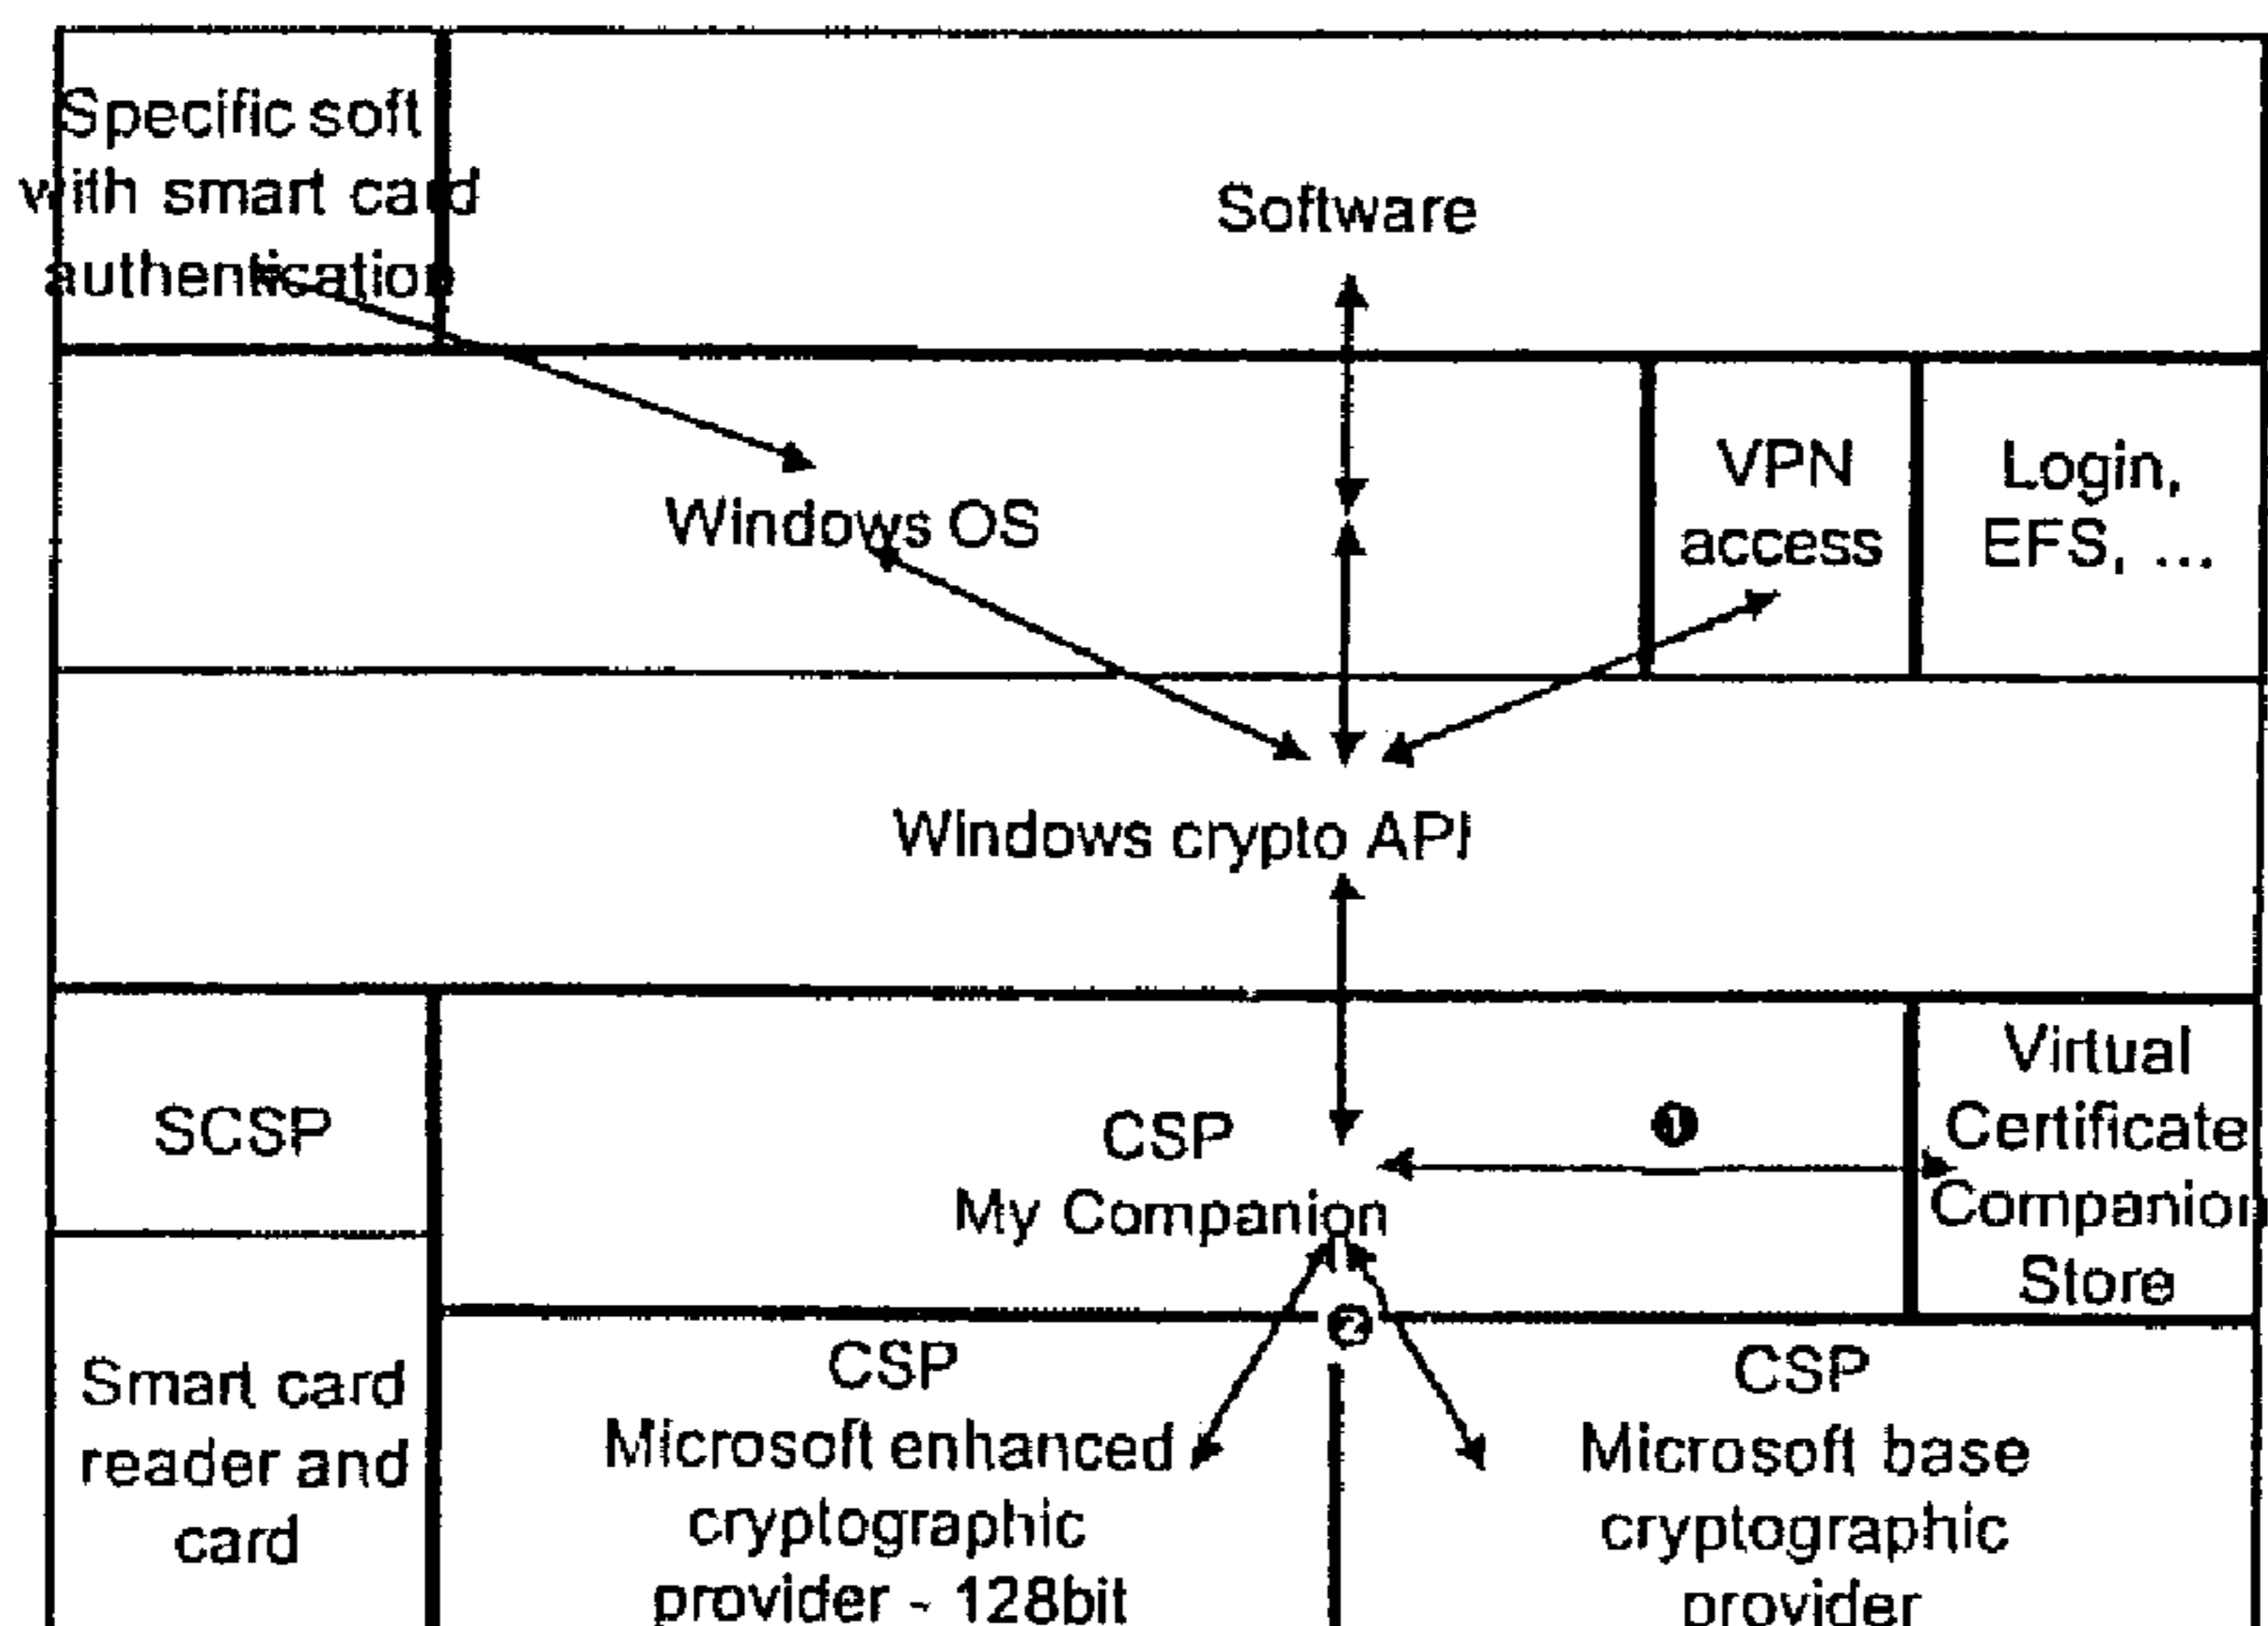 Specific soft
with smart card
authentication
Software
Windows OS
VPN
access
Login,
EFS, ...
Windows crypto API
SCSP
CSP
My Companion
❶
Virtual
Certificate
Companion
Store
❷
Smart card
reader and
card
CSP
Microsoft enhanced
cryptographic
provider - 128bit
CSP
Microsoft base
cryptographic
provider